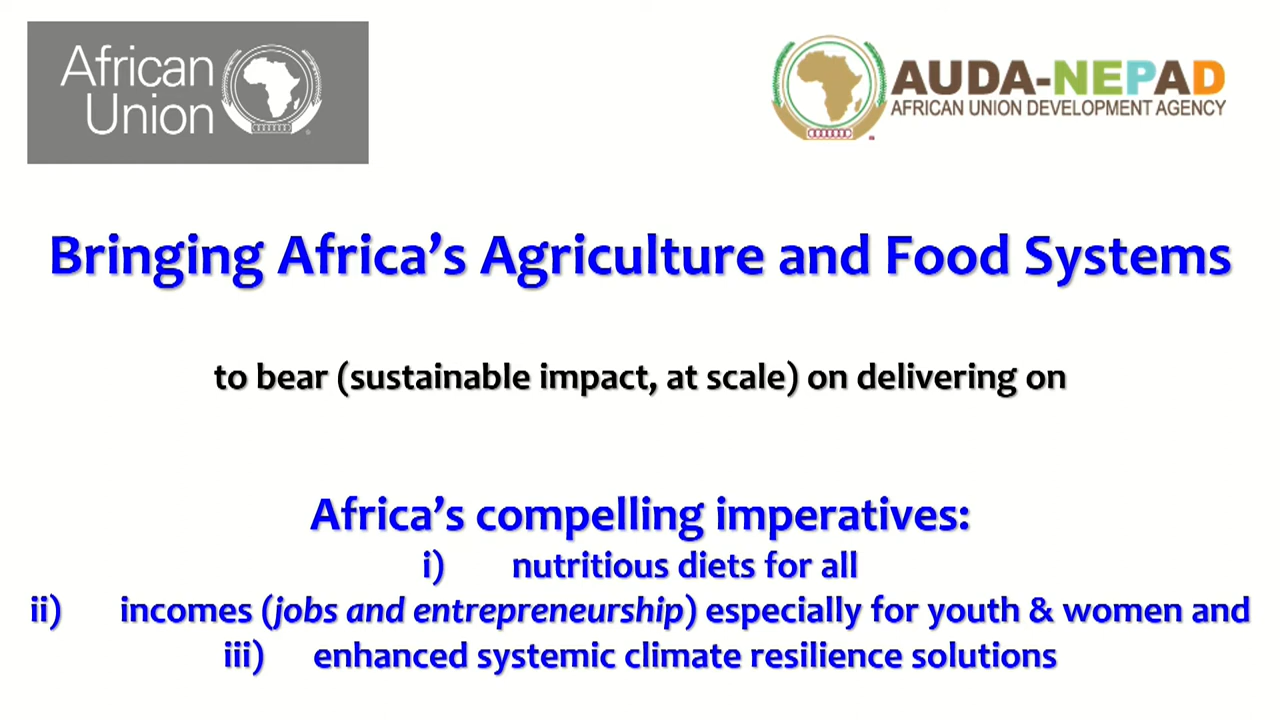 African
Union
AUDA-NEPAD
AFRICAN UNION DEVELOPMENT AGENCY
Bringing Africa’s Agriculture and Food Systems
to bear (sustainable impact, at scale) on delivering on
Africa’s compelling imperatives:
i) nutritious diets for all
ii) incomes (jobs and entrepreneurship) especially for youth & women and
iii) enhanced systemic climate resilience solutions